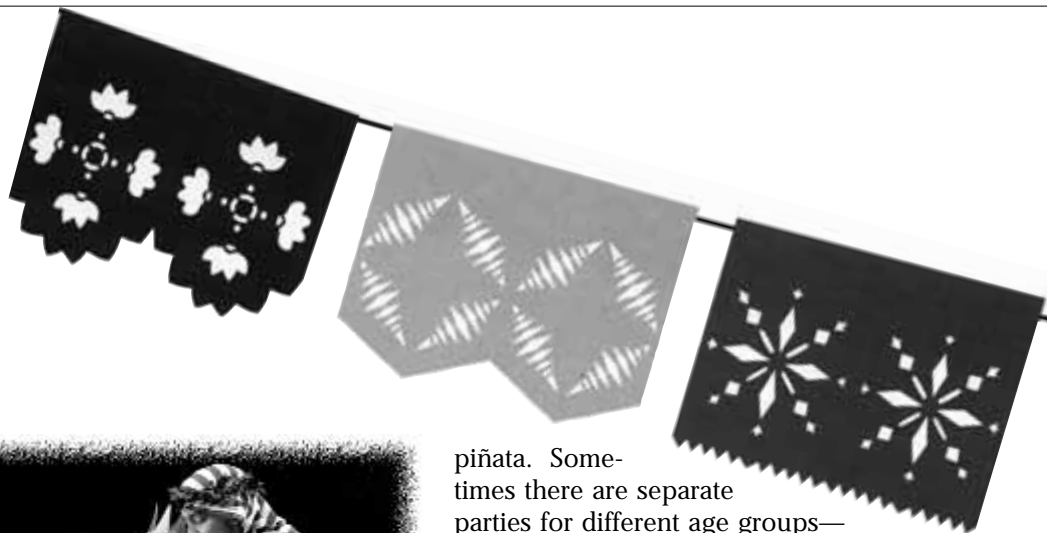 piñata.  Some-
times there are separate
parties for different age groups—